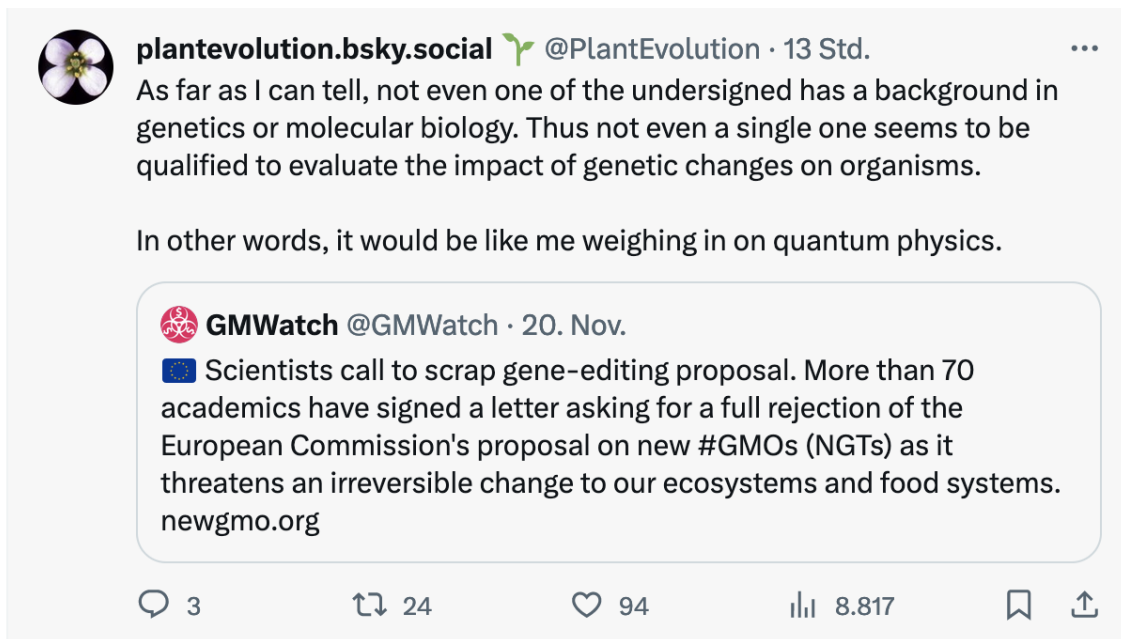 plantevolution.bsky.social 🌱 @PlantEvolution · 13 Std.
As far as I can tell, not even one of the undersigned has a background in
genetics or molecular biology. Thus not even a single one seems to be
qualified to evaluate the impact of genetic changes on organisms.
In other words, it would be like me weighing in on quantum physics.
GMWatch @GMWatch · 20. Nov.
🇪🇺 Scientists call to scrap gene-editing proposal. More than 70
academics have signed a letter asking for a full rejection of the
European Commission's proposal on new #GMOs (NGTs) as it
threatens an irreversible change to our ecosystems and food systems.
newgmo.org
3 24 94 8.817